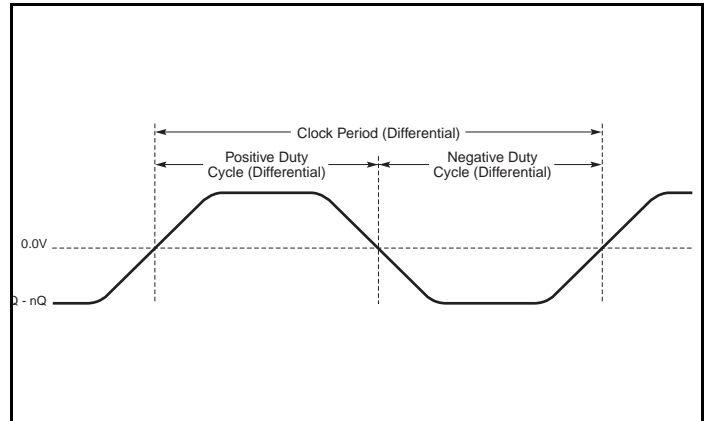 Clock Period (Differential)
Positive Duty
Cycle (Differential)
Negative Duty
Cycle (Differential)
0.0V
Q - nQ